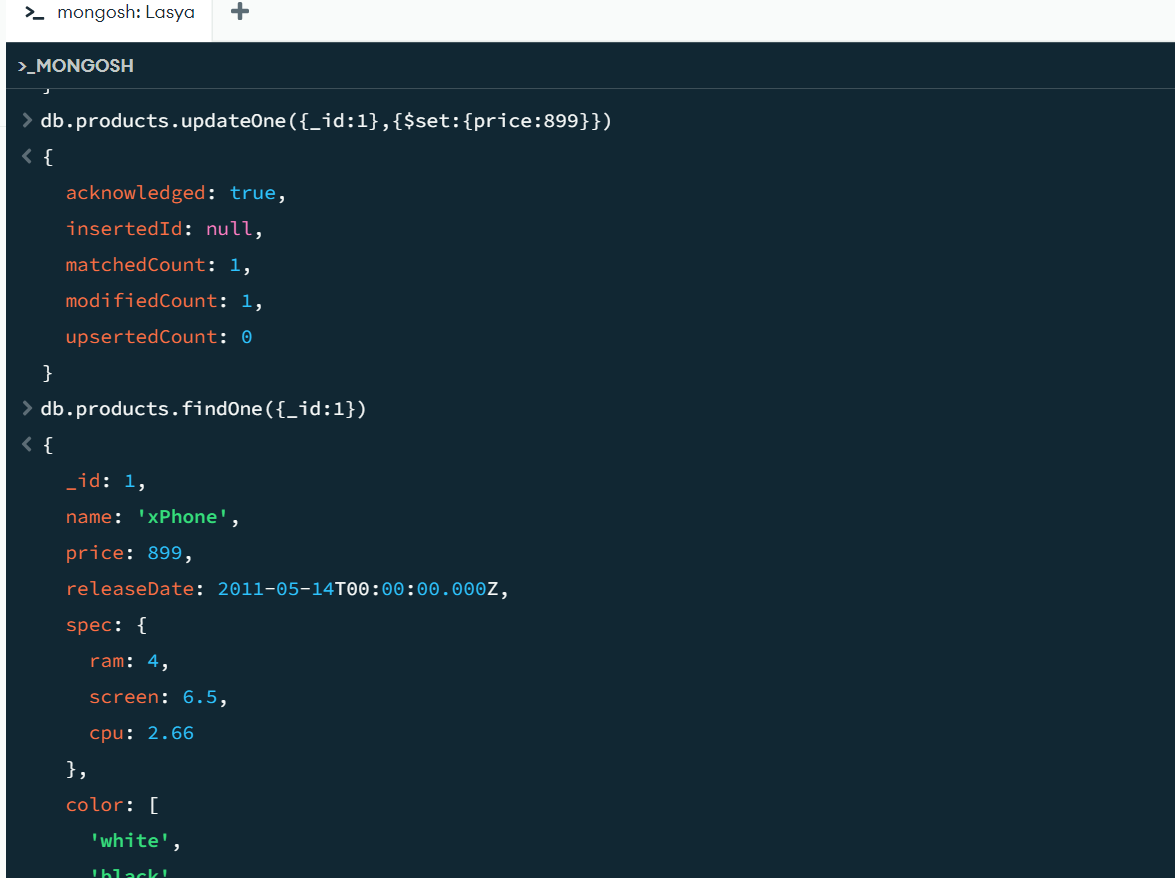 >_ mongosh: Lasya +
>_MONGOSH
}
> db.products.updateOne({_id:1},{$set:{price:899}})
< {
acknowledged: true,
insertedId: null,
matchedCount: 1,
modifiedCount: 1,
upsertedCount: 0
}
> db.products.findOne({_id:1})
< {
_id: 1,
name: 'xPhone',
price: 899,
releaseDate: 2011-05-14T00:00:00.000Z,
spec: {
ram: 4,
screen: 6.5,
cpu: 2.66
},
color: [
'white',
'black'